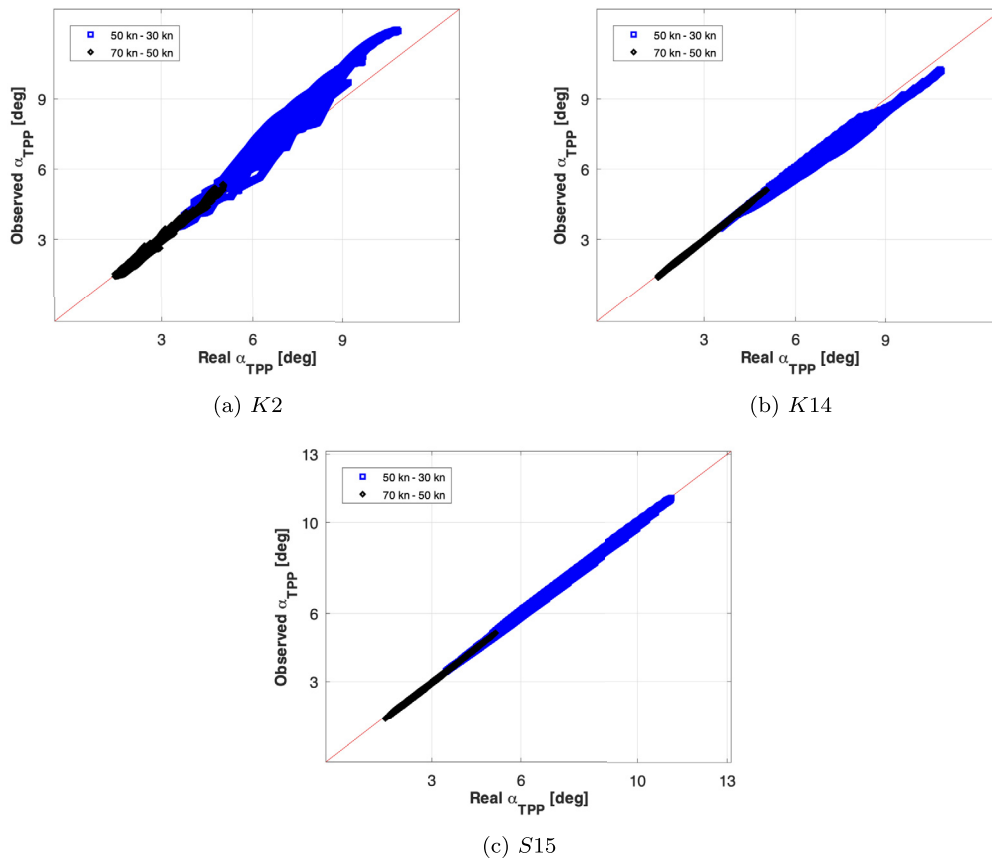 50 kn - 30 kn
70 kn - 50 kn
9
6
3
Observed α_TPP [deg]
3 6 9
Real α_TPP [deg]
(a) K2
50 kn - 30 kn
70 kn - 50 kn
9
6
3
Observed α_TPP [deg]
3 6 9
Real α_TPP [deg]
(b) K14
50 kn - 30 kn
70 kn - 50 kn
13
10
6
3
Observed α_TPP [deg]
3 6 10 13
Real α_TPP [deg]
(c) S15